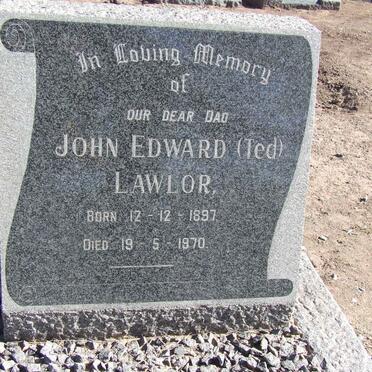 In Loving Memory
of
OUR DEAR DAD
JOHN EDWARD (Ted)
LAWLOR,
BORN 12-12-1897
DIED 19-5-1970.